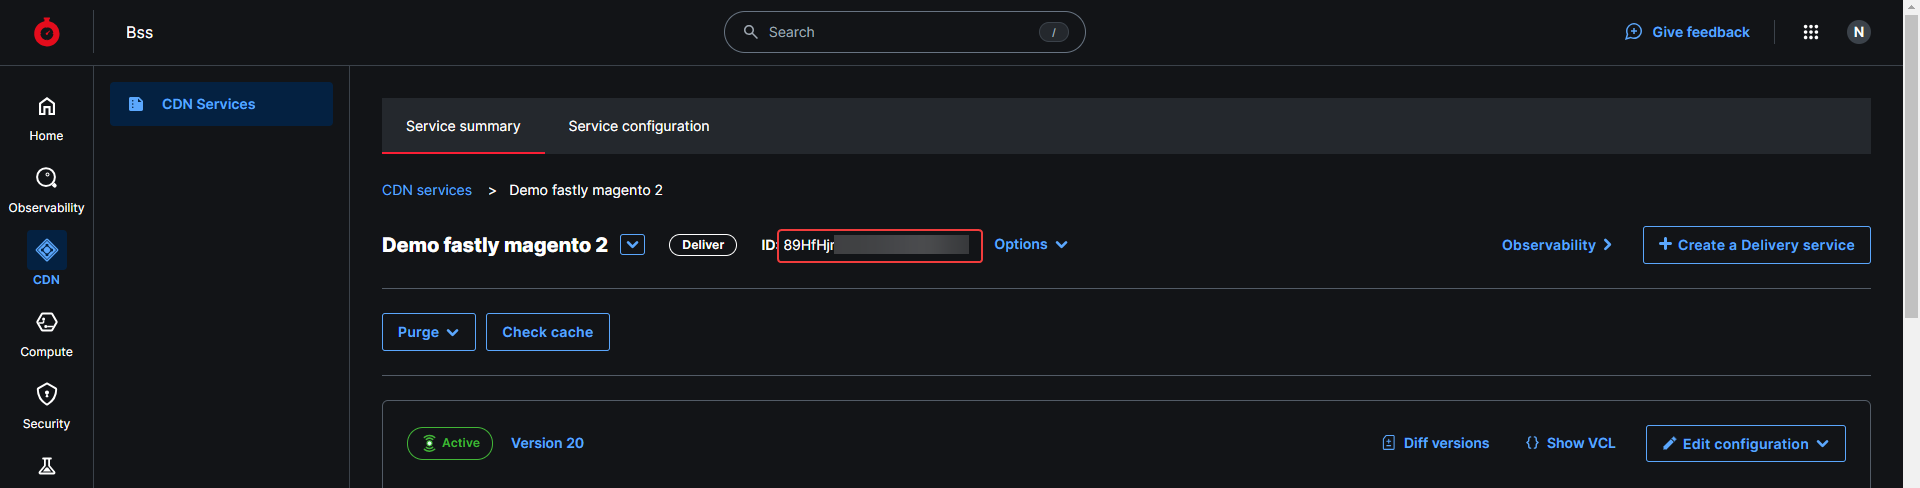 Bss
Search
/
Give feedback
N
CDN Services
Home
Observability
CDN
Compute
Security
Service summary
Service configuration
CDN services > Demo fastly magento 2
Demo fastly magento 2
Deliver
ID:
Options
Observability
+ Create a Delivery service
Purge
Check cache
Active
Version 20
Diff versions
{} Show VCL
Edit configuration